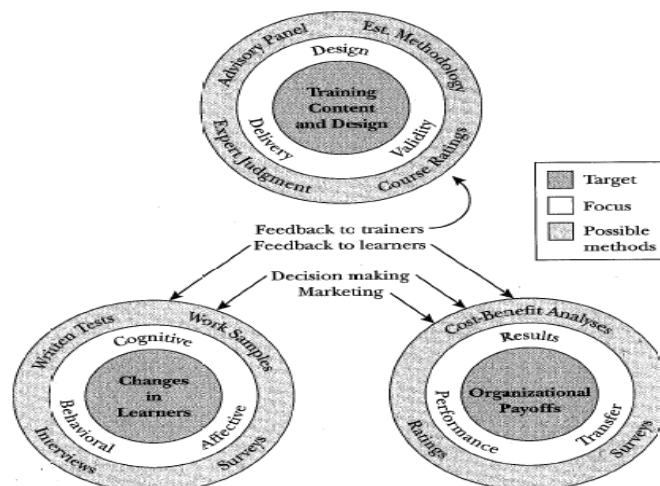 Advisory Panel
Est. Methodology
Design
Training
Content
and Design
Delivery
Validity
Expert Judgment
Course Ratings
Target
Focus
Possible
methods
Feedback to trainers
Feedback to learners
Decision making
Marketing
Written Tests
Work Samples
Cognitive
Changes
in
Learners
Behavioral
Affective
Interviews
Surveys
Cost-Benefit Analyses
Results
Organizational
Payoffs
Performance
Transfer
Ratings
Surveys